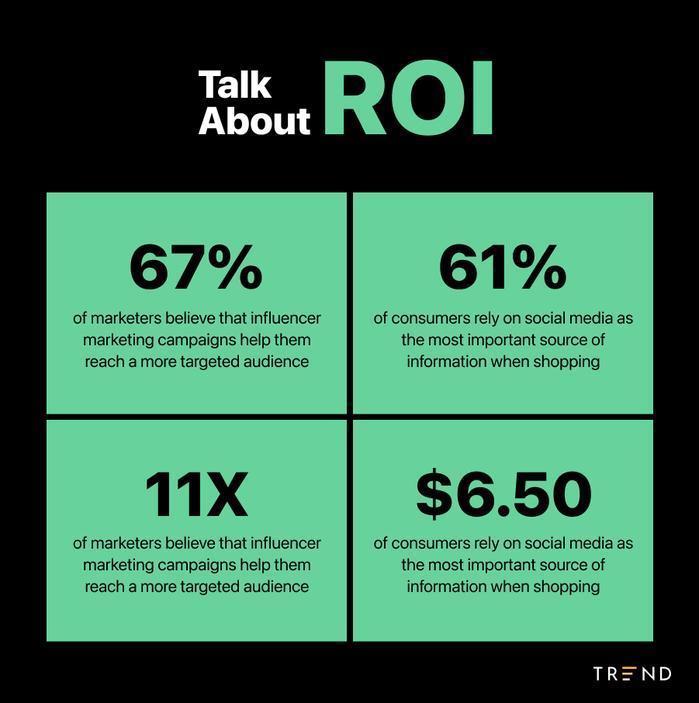 Talk
About ROI
67%
of marketers believe that influencer
marketing campaigns help them
reach a more targeted audience
61%
of consumers rely on social media as
the most important source of
information when shopping
11X
of marketers believe that influencer
marketing campaigns help them
reach a more targeted audience
$6.50
of consumers rely on social media as
the most important source of
information when shopping
TREND